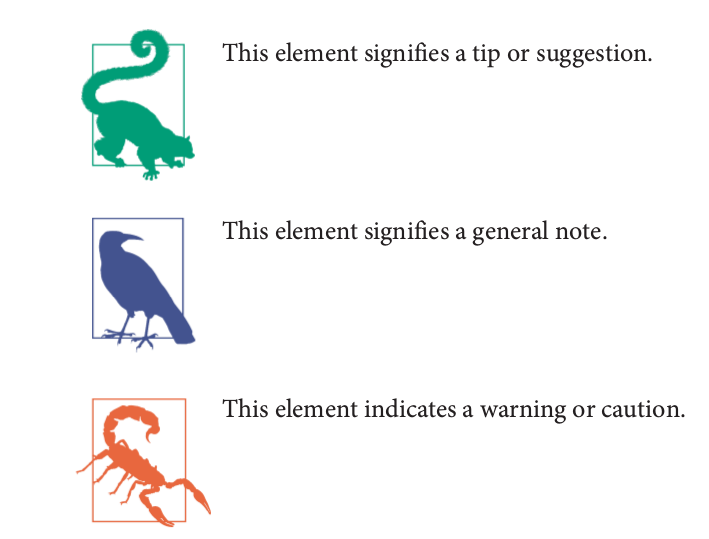 This element signifies a tip or suggestion.
This element signifies a general note.
This element indicates a warning or caution.